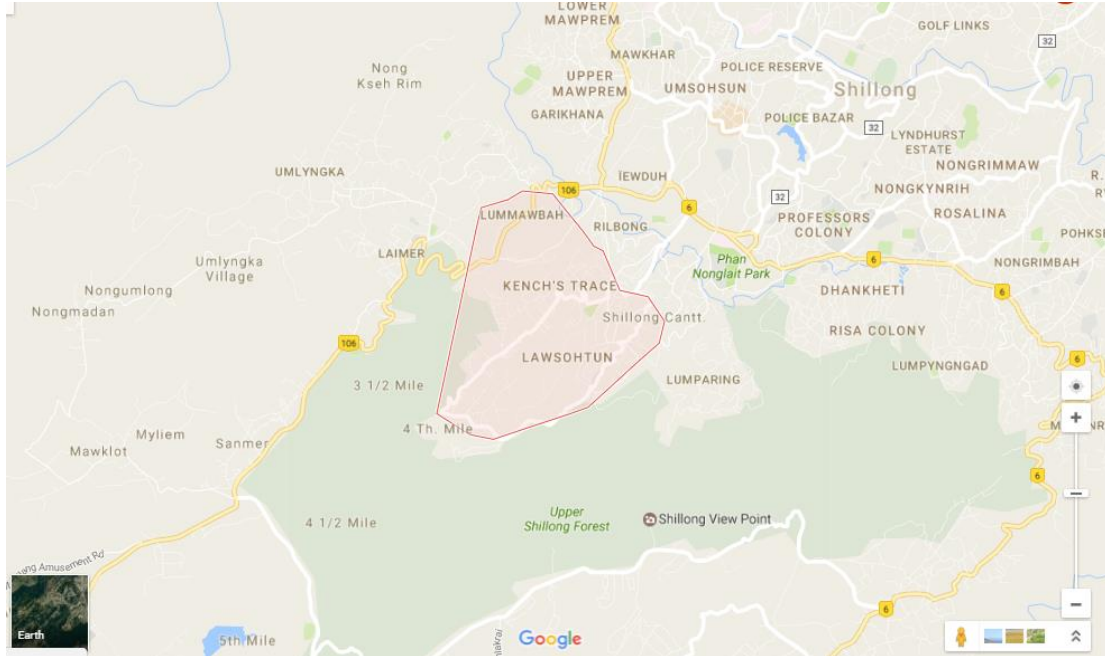 LOWER
MAWPREM
GOLF LINKS
32
MAWKHAR
Nong
Kseh Rim
UPPER
MAWPREM
POLICE RESERVE
UMSOHSUN
Shillong
GARIKHANA
POLICE BAZAR
32
LYNDHURST
ESTATE
NONGRIMMAW
UMLYNGKA
ÏEWDUH
106
32
NONGKYNRIH
6
LUMMAWBAH
RILBONG
PROFESSORS
COLONY
ROSALINA
LAIMER
Umlyngka
Village
Phan
Nonglait Park
6
NONGRIMBAH
Nongumlong
KENCH'S TRACE
DHANKHETI
6
Nongmadan
Shillong Cantt.
RISA COLONY
106
LAWSOHTUN
6
LUMPYNGNGAD
3 1/2 Mile
LUMPARING
4 Th. Mile
Myliem
Sanmer
Mawklot
6
Upper
Shillong Forest
Shillong View Point
4 1/2 Mile
Amusement Rd
6
Earth
5th Mile
Google